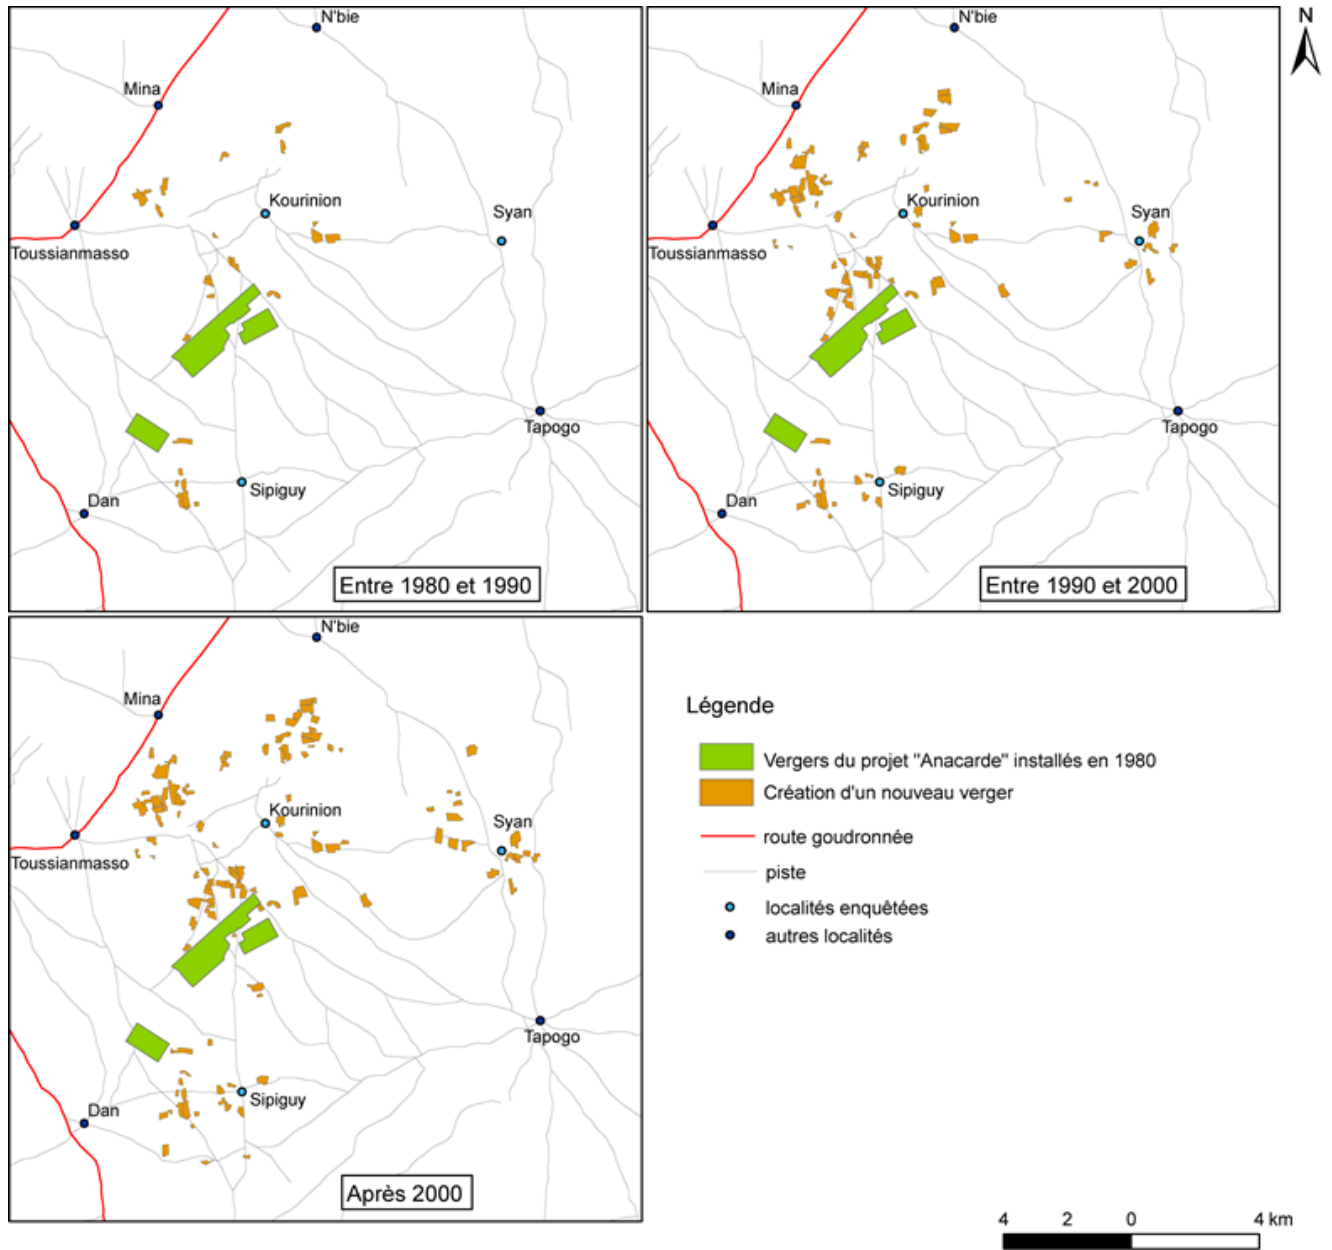 N'bie
Mina
Kourinion
Syan
Toussianmasso
Tapogo
Dan
Sipiguy
Entre 1980 et 1990
N'bie
Mina
Kourinion
Syan
Toussianmasso
Tapogo
Dan
Sipiguy
Entre 1990 et 2000
N
N'bie
Mina
Kourinion
Syan
Toussianmasso
Tapogo
Dan
Sipiguy
Après 2000
Légende
Vergers du projet "Anacarde" installés en 1980
Création d'un nouveau verger
route goudronnée
piste
localités enquêtées
autres localités
4 2 0 4 km